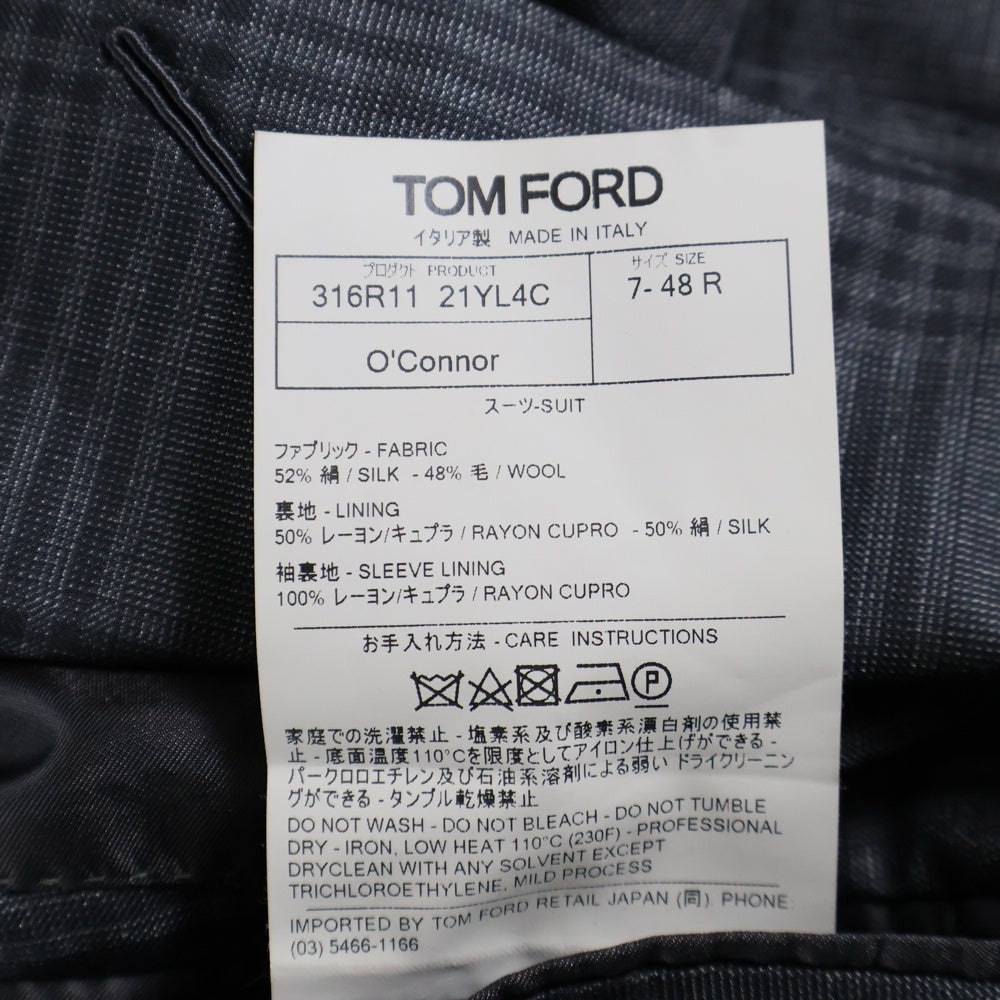 TOM FORD
イタリア製 MADE IN ITALY
プロダクト PRODUCT
316R11 21YL4C
サイズ SIZE
7- 48 R
O'Connor
スーツ-SUIT
ファブリック - FABRIC
52% 絹 / SILK - 48% 毛 / WOOL
裏地 - LINING
50% レーヨン/キュプラ / RAYON CUPRO - 50% 絹 / SILK
袖裏地 - SLEEVE LINING
100% レーヨン/キュプラ / RAYON CUPRO
お手入れ方法 - CARE INSTRUCTIONS
P
家庭での洗濯禁止 - 塩素系及び酸素系漂白剤の使用禁
止 - 底面温度110°Cを限度としてアイロン仕上げができる -
パークロロエチレン及び石油系溶剤による弱い ドライクリーニン
グができる - タンブル乾燥禁止
DO NOT WASH - DO NOT BLEACH - DO NOT TUMBLE
DRY - IRON, LOW HEAT 110°C (230F) - PROFESSIONAL
DRYCLEAN WITH ANY SOLVENT EXCEPT
TRICHLOROETHYLENE, MILD PROCESS
IMPORTED BY TOM FORD RETAIL JAPAN (同). PHONE:
(03) 5466-1166